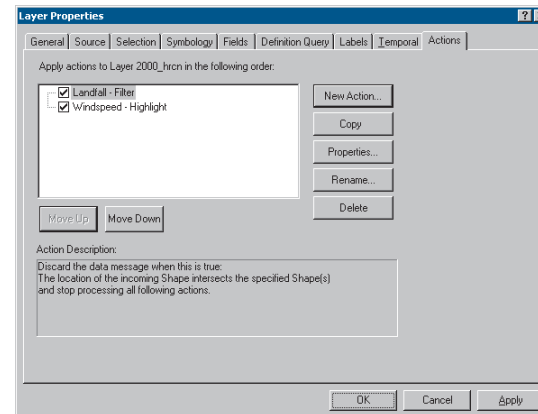 Layer Properties
?
General Source Selection Symbology Fields Definition Query Labels Temporal Actions
Apply actions to Layer 2000_hrcn in the following order:
Landfall - Filter
Windspeed - Highlight
New Action...
Copy
Properties...
Rename...
Delete
Move Up Move Down
Action Description:
Discard the data message when this is true:
The location of the incoming Shape intersects the specified Shape(s)
and stop processing all following actions.
OK Cancel Apply